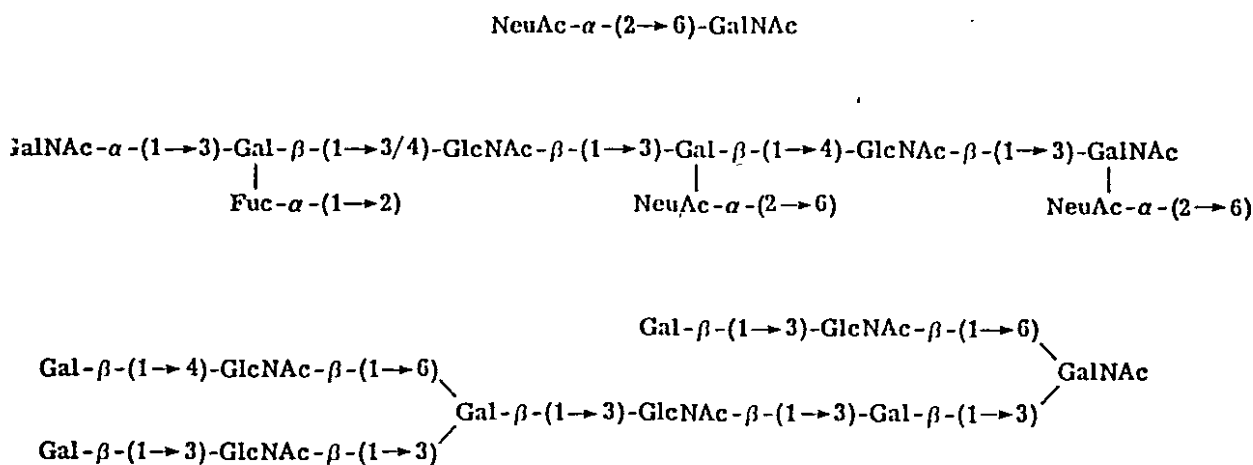 NeuAc-α-(2→6)-GalNAc
GalNAc-α-(1→3)-Gal-β-(1→3/4)-GlcNAc-β-(1→3)-Gal-β-(1→4)-GlcNAc-β-(1→3)-GalNAc
Fuc-α-(1→2) NeuAc-α-(2→6) NeuAc-α-(2→6)
Gal-β-(1→3)-GlcNAc-β-(1→6)
Gal-β-(1→4)-GlcNAc-β-(1→6) GalNAc
Gal-β-(1→3)-GlcNAc-β-(1→3)-Gal-β-(1→3)
Gal-β-(1→3)-GlcNAc-β-(1→3)